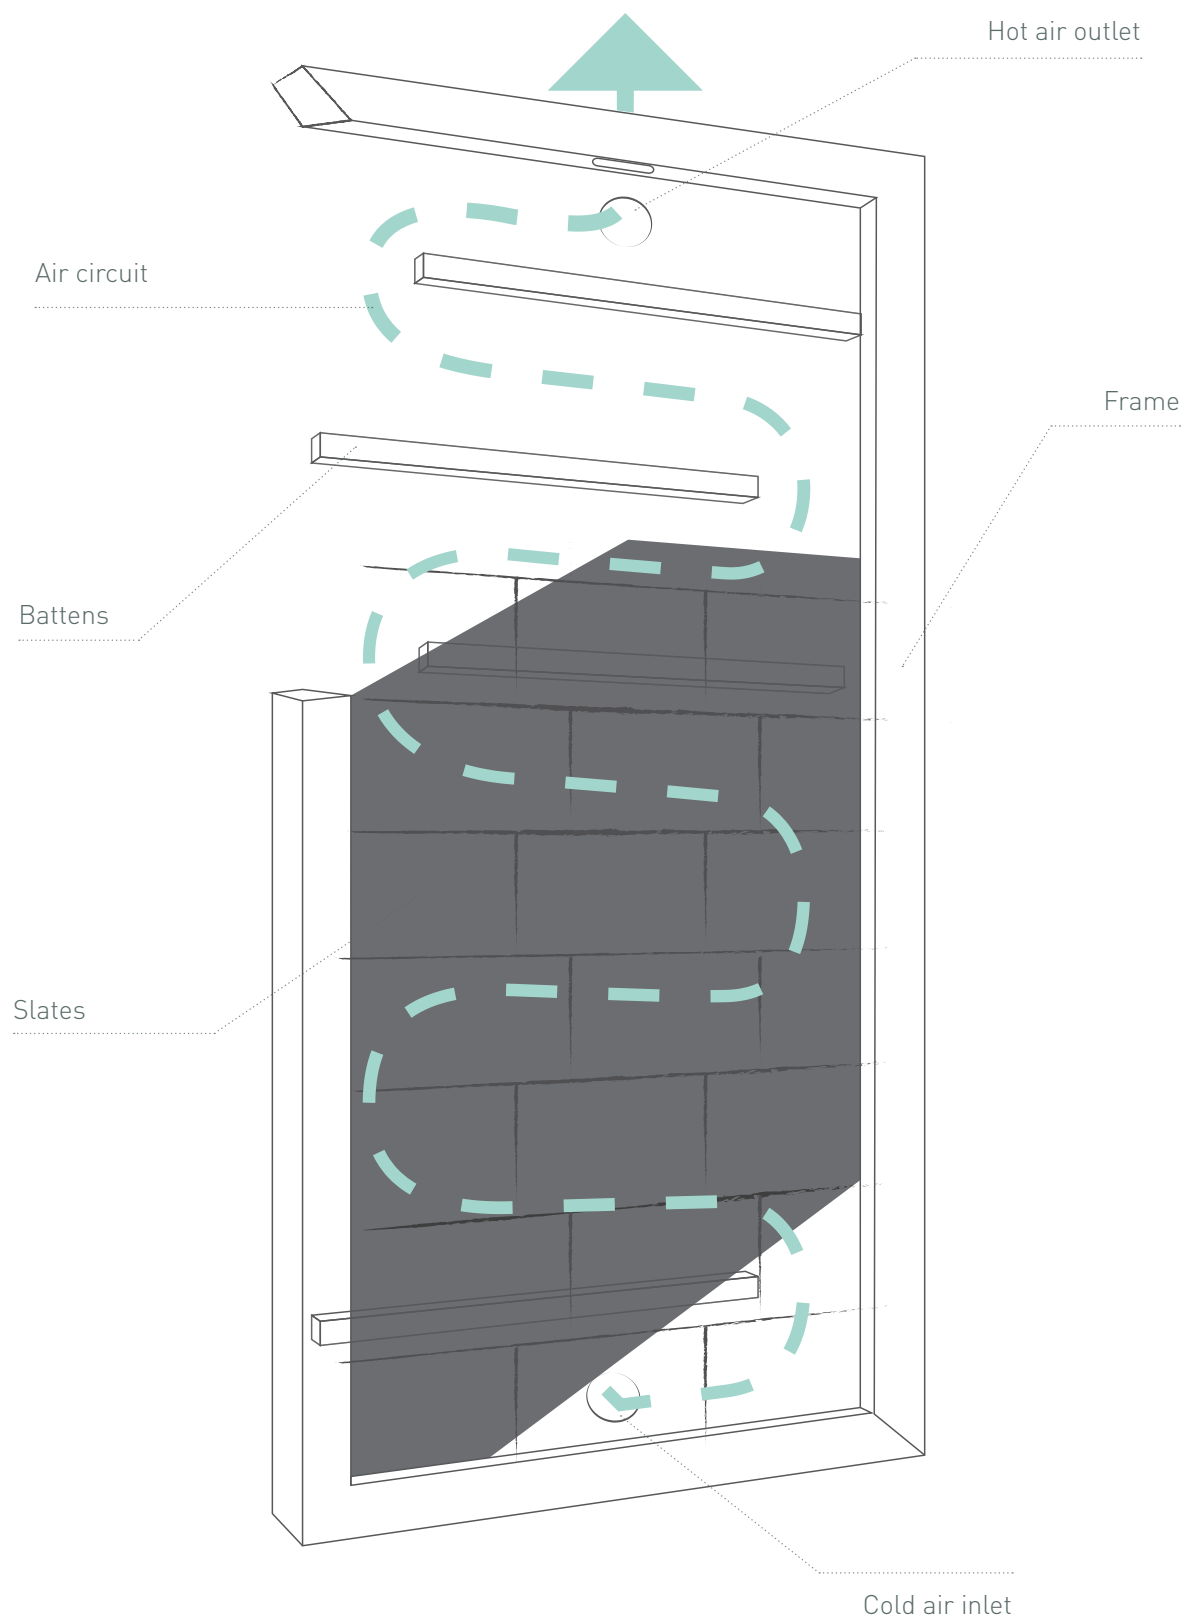 Hot air outlet
Air circuit
Frame
Battens
Slates
Cold air inlet